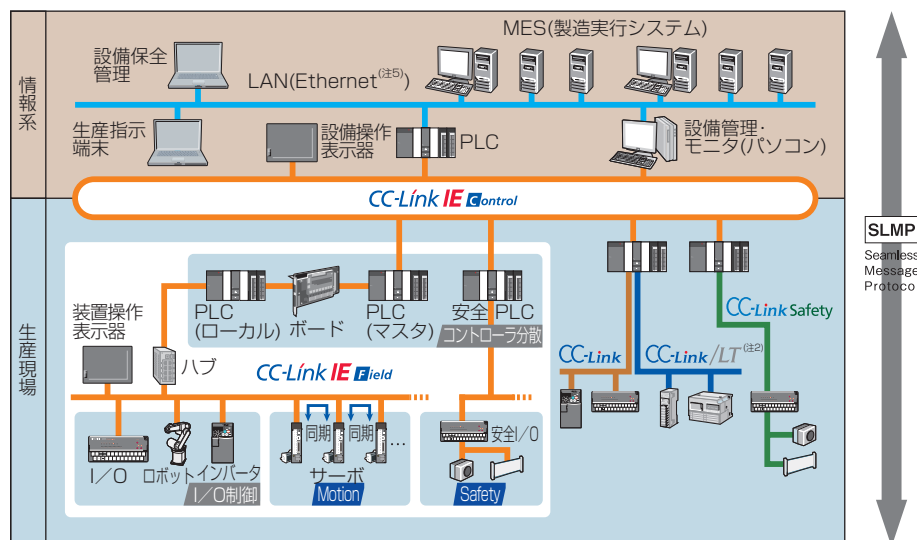 MES(製造実行システム)
設備保全
管理
LAN(Ethernet(注5))
情報系
生産指示
端末
設備操作
表示器
PLC
設備管理・
モニタ(パソコン)
CC-Link IE Control
SLMP
Seamless
Message
Protoco
生産現場
装置操作
表示器
PLC
(ローカル)
ボード
PLC
(マスタ)
安全 PLC
コントローラ分散
CC-Link Safety
ハブ
CC-Link IE Field
CC-Link
CC-Link/LT(注2)
同期
同期
...
安全I/O
I/O
ロボット
インバータ
I/O制御
サーボ
Motion
Safety